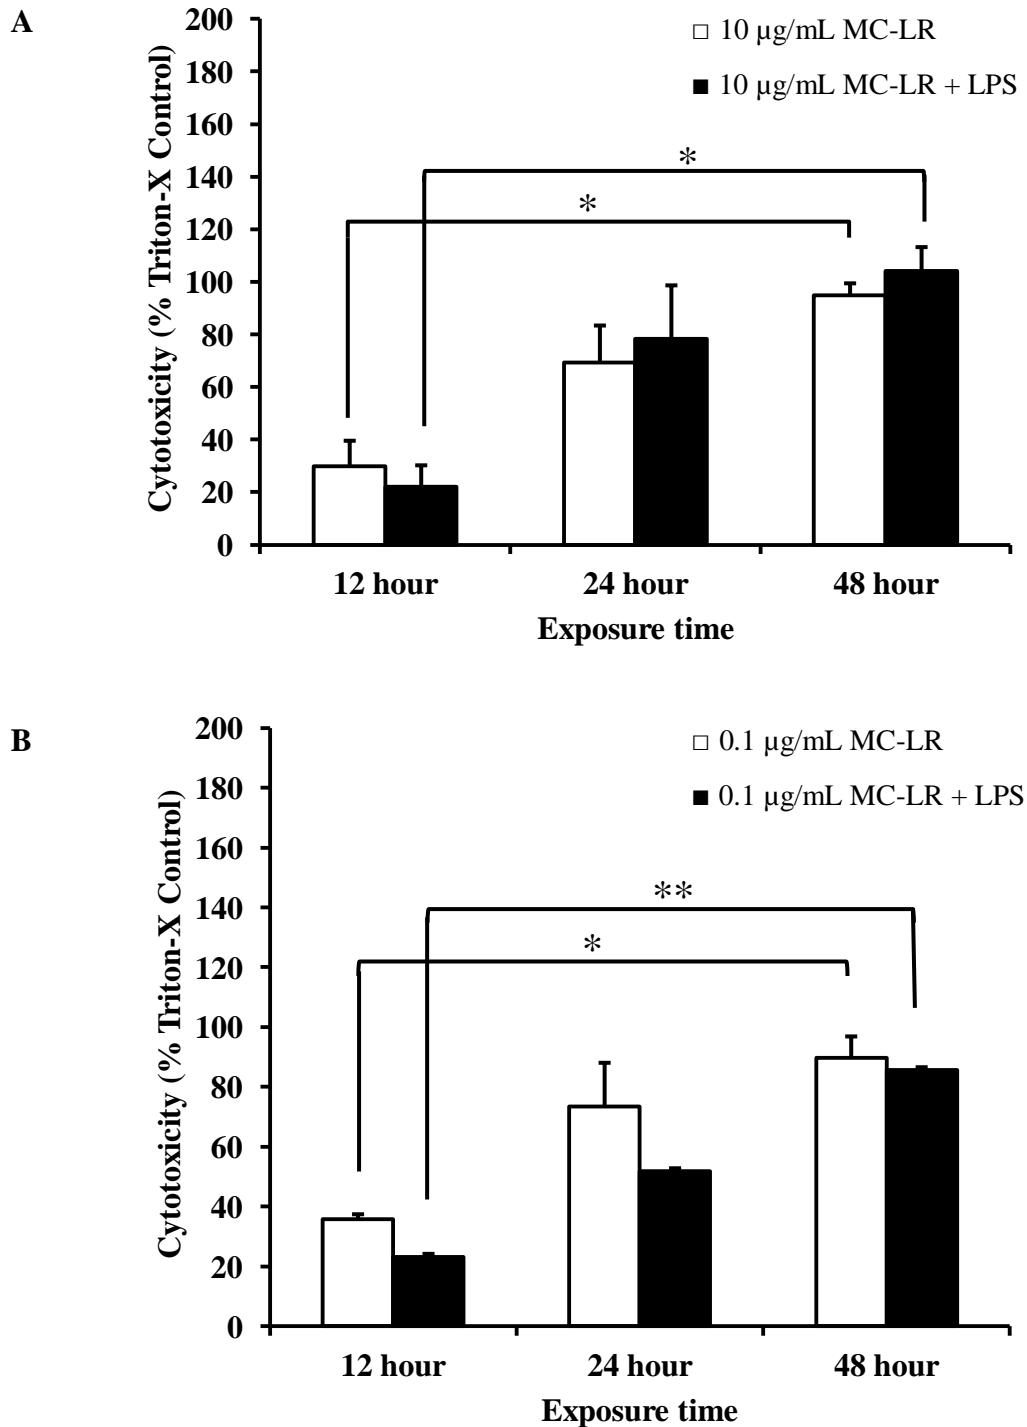 A
Cytotoxicity (% Triton-X Control)
200
180
160
140
120
100
80
60
40
20
0
□ 10 µg/mL MC-LR
■ 10 µg/mL MC-LR + LPS
*
*
12 hour 24 hour 48 hour
Exposure time
B
Cytotoxicity (% Triton-X Control)
200
180
160
140
120
100
80
60
40
20
0
□ 0.1 µg/mL MC-LR
■ 0.1 µg/mL MC-LR + LPS
**
*
12 hour 24 hour 48 hour
Exposure time